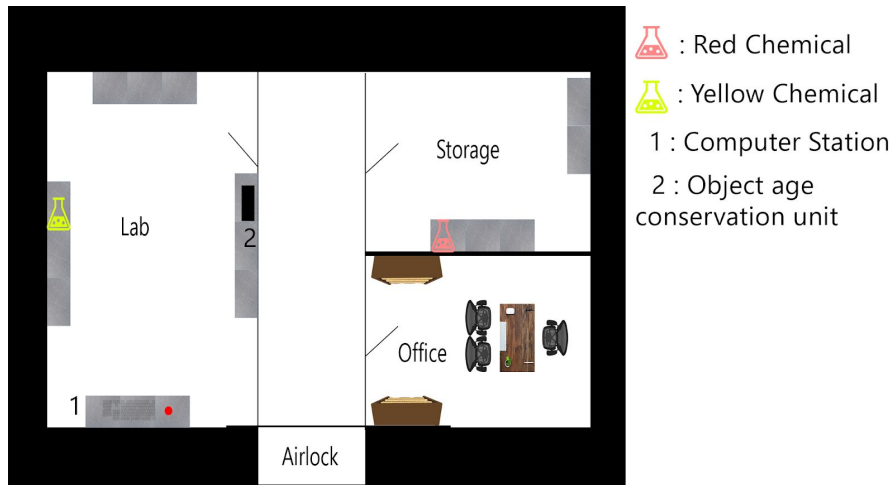 : Red Chemical
: Yellow Chemical
1 : Computer Station
2 : Object age
conservation unit
Storage
Lab
2
Office
1
Airlock